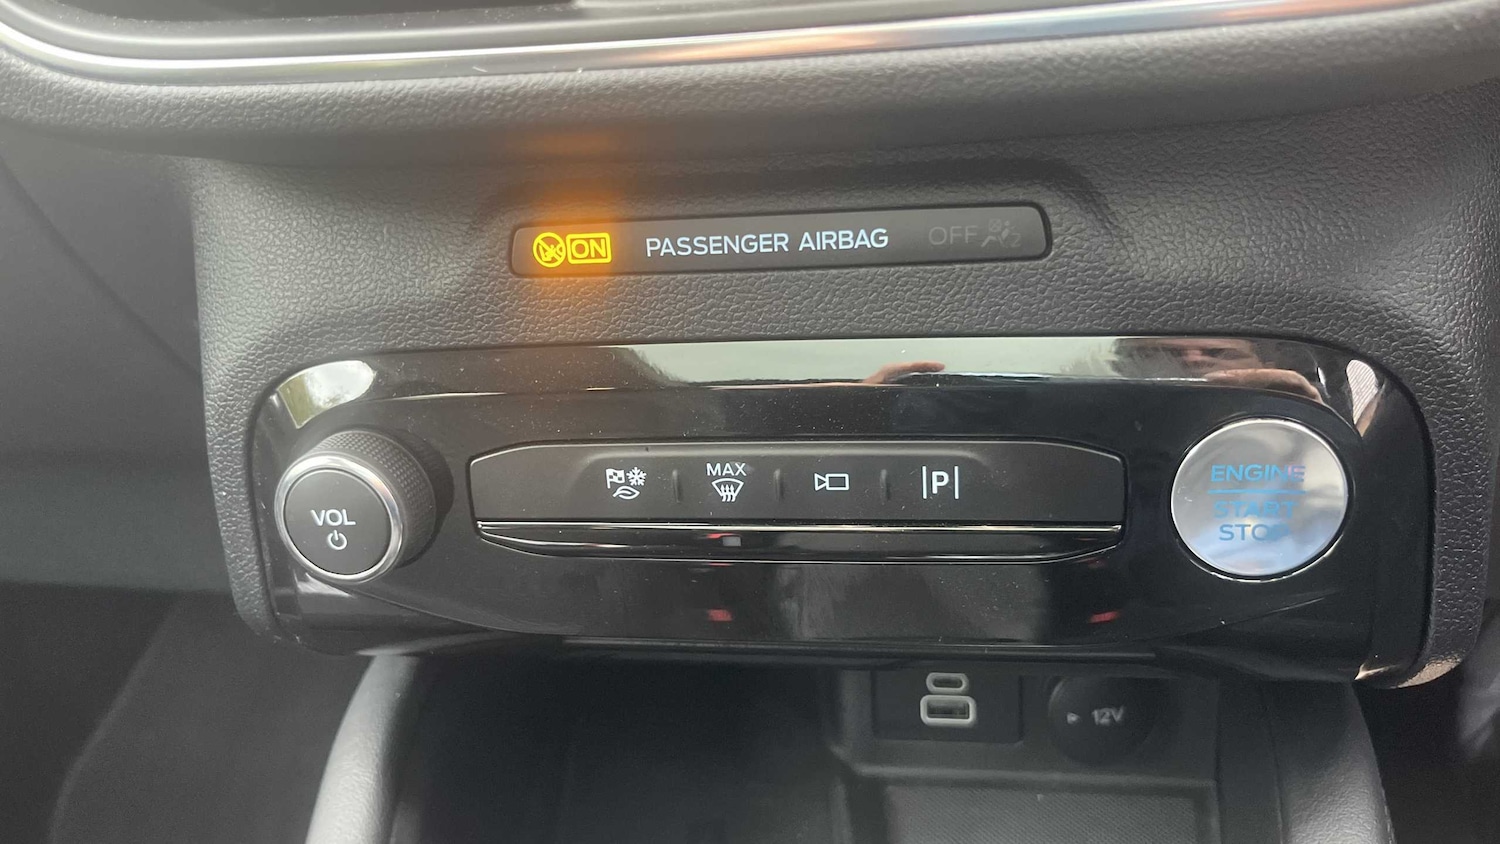 ON PASSENGER AIRBAG OFF
MAX
VOL
P
ENGINE
START
STOP
12V